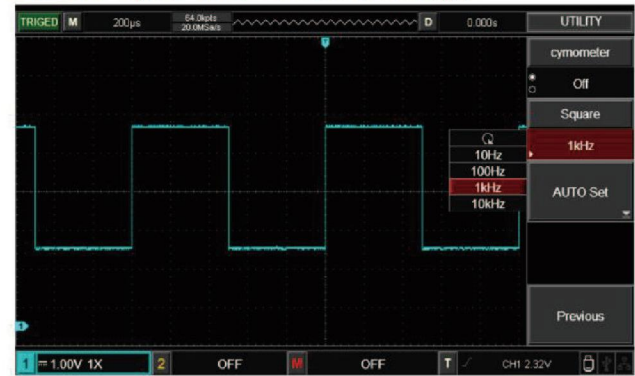 TRIGED M 200μs 64.0kpts D 0.000s UTILITY
20.0MSa/s
T
cymometer
Off
Square
1kHz
10Hz
100Hz
1kHz
10kHz
AUTO Set
1
Previous
1 1.00V 1X 2 OFF M OFF T CH1 2.32V